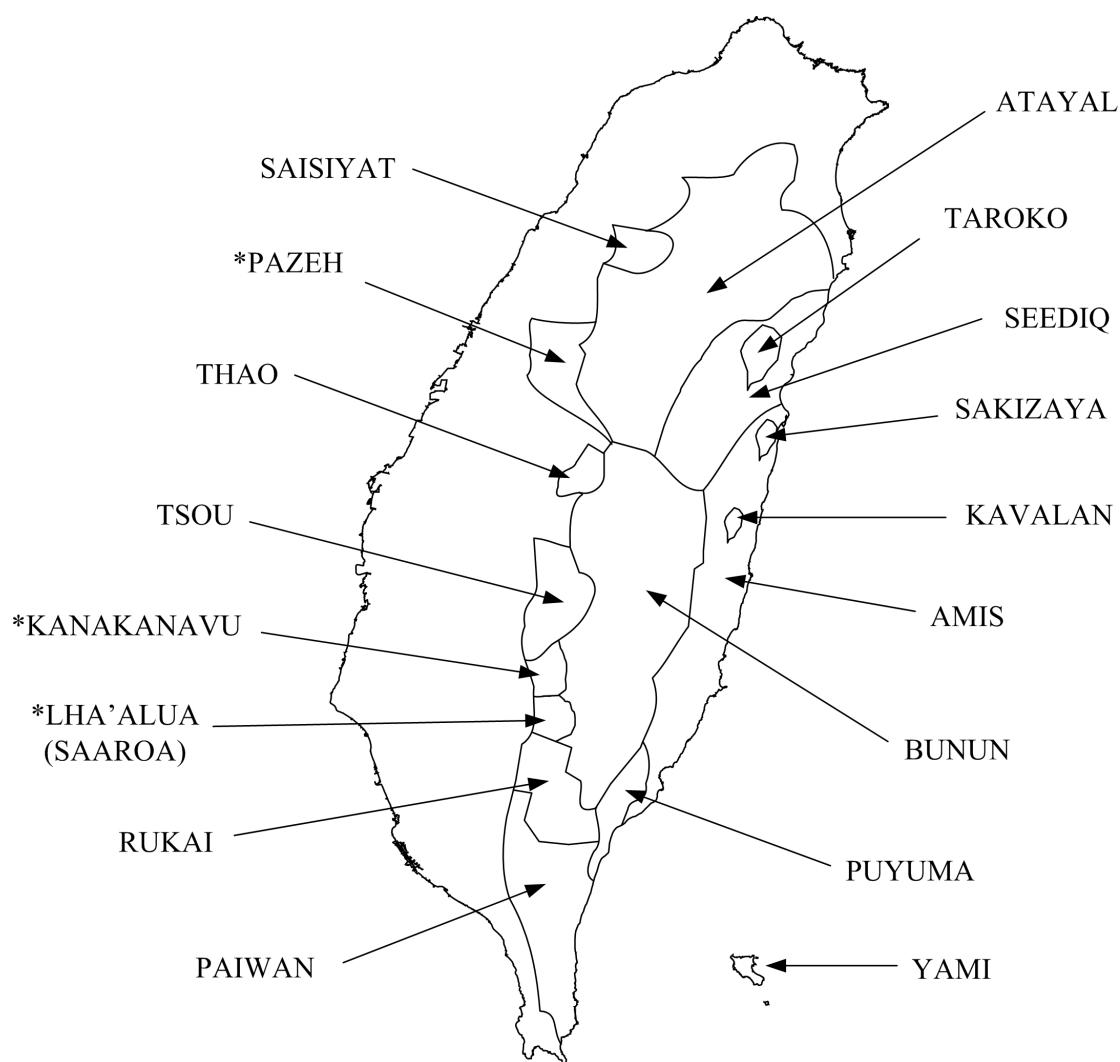 ATAYAL
SAISIYAT
TAROKO
*PAZEH
SEEDIQ
THAO
SAKIZAYA
TSOU
KAVALAN
*KANAKANAVU
AMIS
*LHA’ALUA
(SAAROA)
BUNUN
RUKAI
PUYUMA
PAIWAN
YAMI